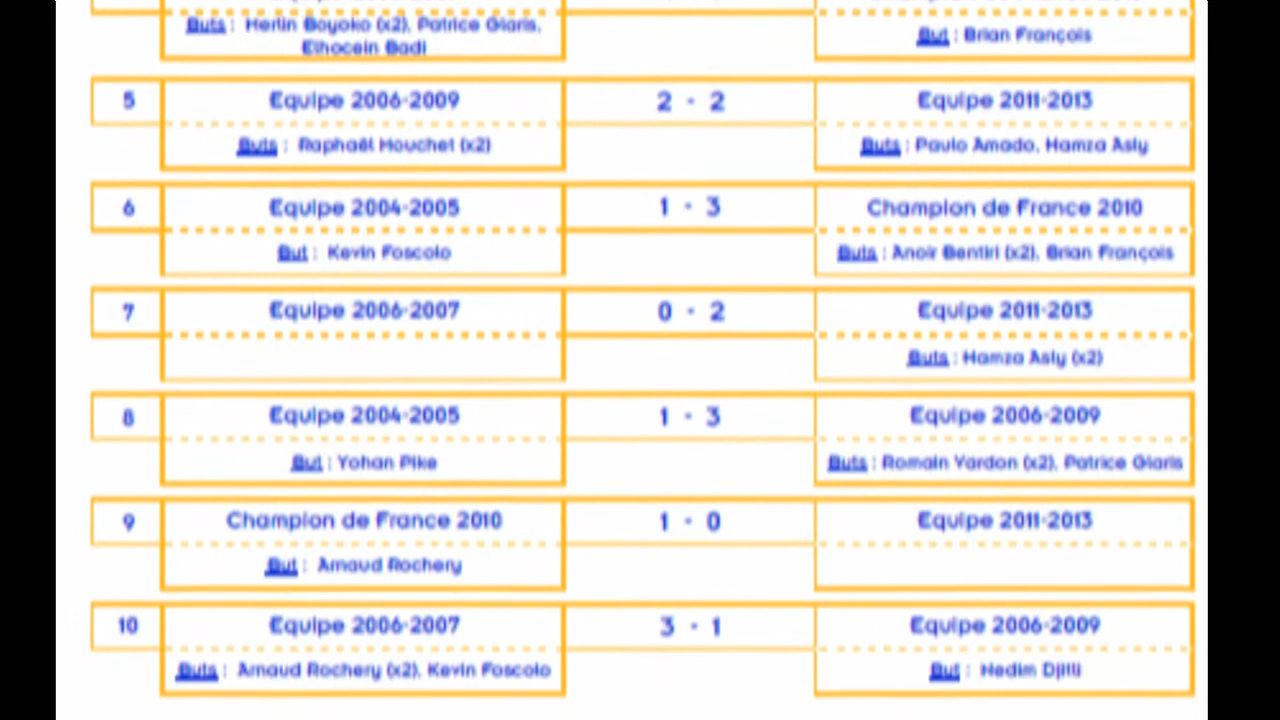 Buts : Herlin Boyoko (x2), Patrice Glaris,
Elhocein Badi
But : Brian François
5 Equipe 2006-2009 2 - 2 Equipe 2011-2013
Buts : Raphaël Houchet (x2) Buts : Paulo Amado, Hamza Asly
6 Equipe 2004-2005 1 - 3 Champion de France 2010
But : Kevin Foscolo Buts : Anoir Bentiri (x2), Brian François
7 Equipe 2006-2007 0 - 2 Equipe 2011-2013
Buts : Hamza Asly (x2)
8 Equipe 2004-2005 1 - 3 Equipe 2006-2009
But : Yohan Pike Buts : Romain Vardon (x2), Patrice Glaris
9 Champion de France 2010 1 - 0 Equipe 2011-2013
But : Arnaud Rochery
10 Equipe 2006-2007 3 - 1 Equipe 2006-2009
Buts : Arnaud Rochery (x2), Kevin Foscolo But : Nedim Djilli